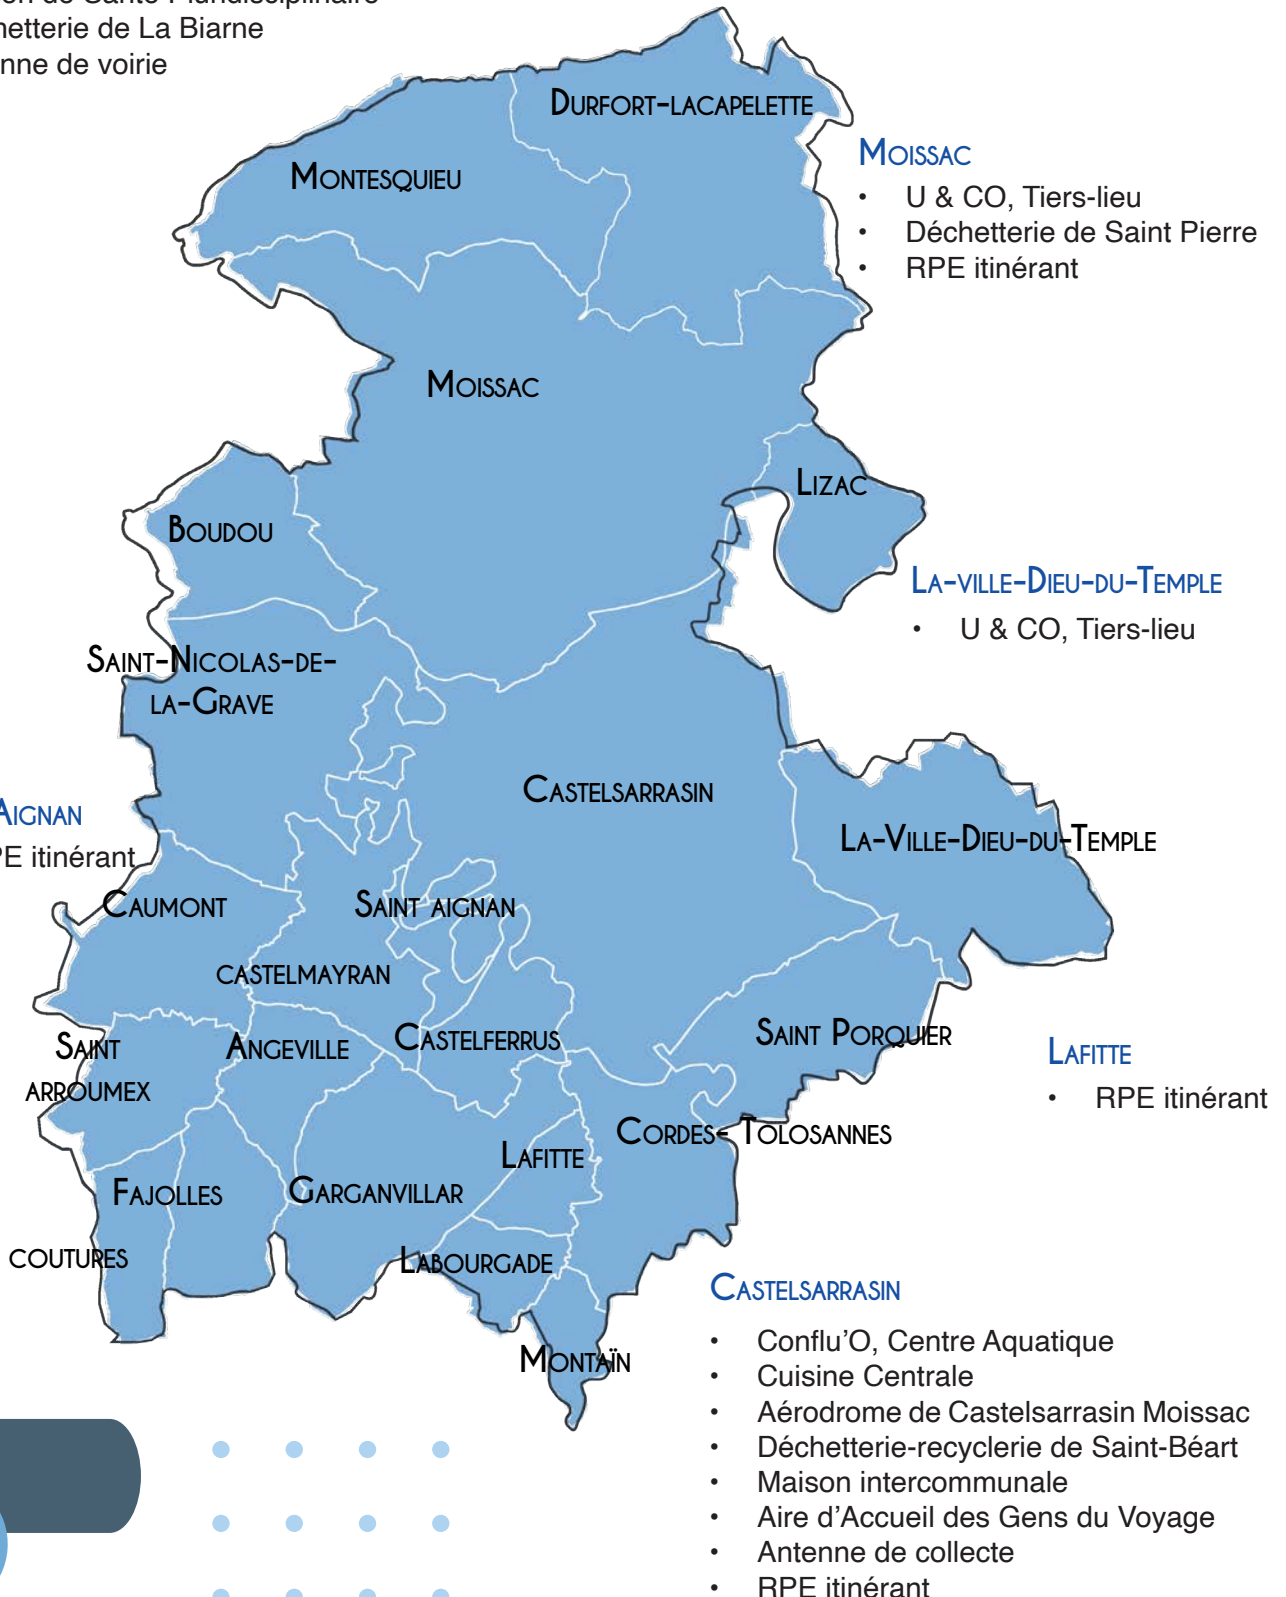 de Santé Pluridisciplinaire
de La Biarne
de voirie
DURFORT-LACAPELETTE
MONTESQUIEU
MOISSAC
• U & CO, Tiers-lieu
• Déchetterie de Saint Pierre
• RPE itinérant
MOISSAC
LIZAC
BOUDOU
LA-VILLE-DIEU-DU-TEMPLE
• U & CO, Tiers-lieu
SAINT-NICOLAS-DE-
LA-GRAVE
CASTELSARRASIN
AIGNAN
itinérant
LA-VILLE-DIEU-DU-TEMPLE
CAUMONT
SAINT AIGNAN
CASTELMAYRAN
SAINT
ARROUMEX
ANGEVILLE
CASTELFERRUS
SAINT PORQUIER
LAFITTE
• RPE itinérant
CORDES- TOLOSANNES
LAFITTE
FAJOLLES
GARGANVILLAR
COUTURES
LABOURGADE
MONTAÏN
CASTELSARRASIN
• Conflu’O, Centre Aquatique
• Cuisine Centrale
• Aérodrome de Castelsarrasin Moissac
• Déchetterie-recyclerie de Saint-Béart
• Maison intercommunale
• Aire d’Accueil des Gens du Voyage
• Antenne de collecte
• RPE itinérant